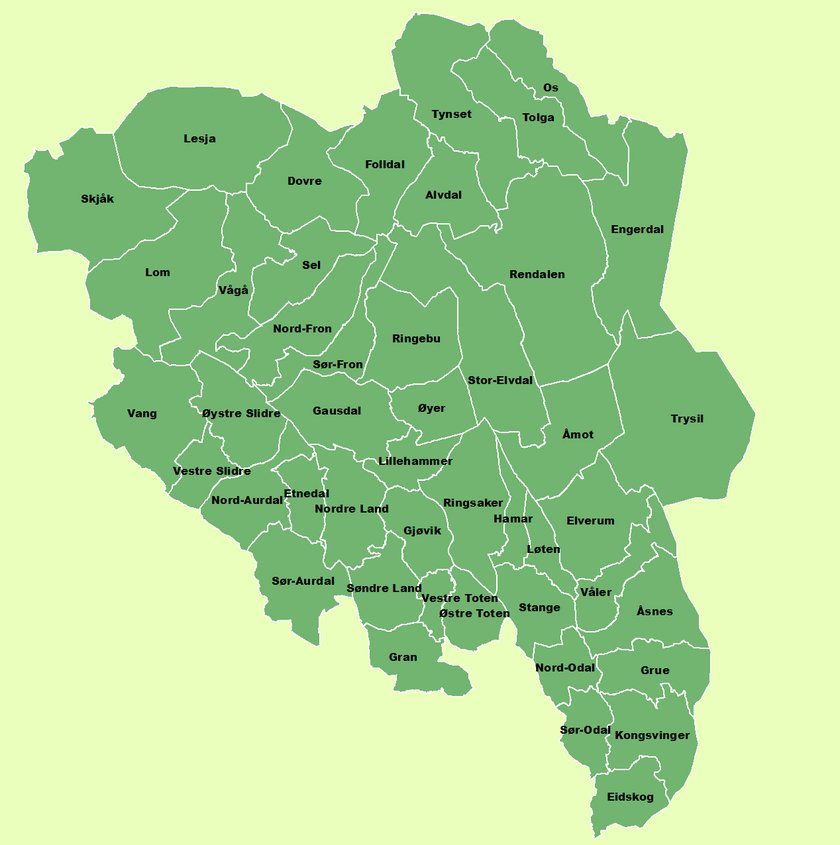 Os
Tynset
Tolga
Lesja
Folldal
Dovre
Alvdal
Skjåk
Engerdal
Sel
Lom
Rendalen
Vågå
Nord-Fron
Ringebu
Sør-Fron
Stor-Elvdal
Øyer
Gausdal
Vang
Øystre Slidre
Trysil
Åmot
Lillehammer
Vestre Slidre
Etnedal
Nord-Aurdal
Ringsaker
Nordre Land
Hamar
Elverum
Gjøvik
Løten
Sør-Aurdal
Søndre Land
Våler
Vestre Toten
Stange
Åsnes
Østre Toten
Gran
Nord-Odal
Grue
Sør-Odal
Kongsvinger
Eidskog